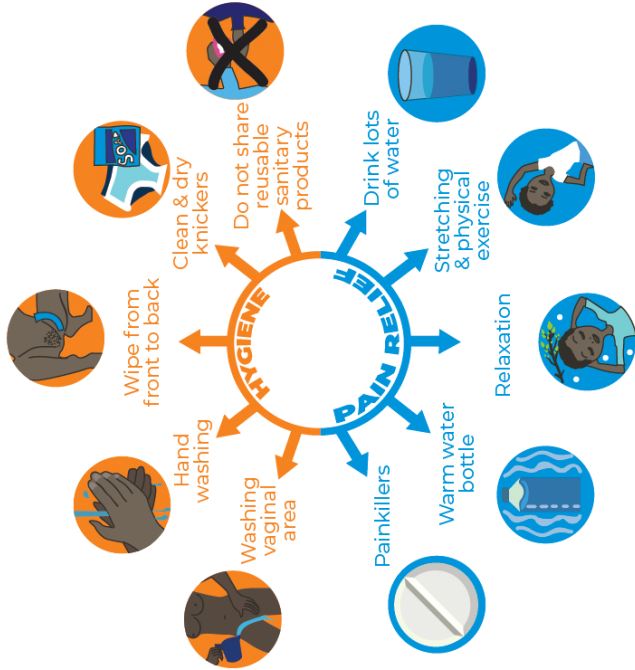 HYGIENE
Washing
vaginal
area
Hand
washing
Wipe from
front to back
Clean & dry
knickers
SOAP
Do not share
reusable
sanitary
products
PAIN RELIEF
Painkillers
Warm water
bottle
Relaxation
Stretching
& physical
exercise
Drink lots
of water